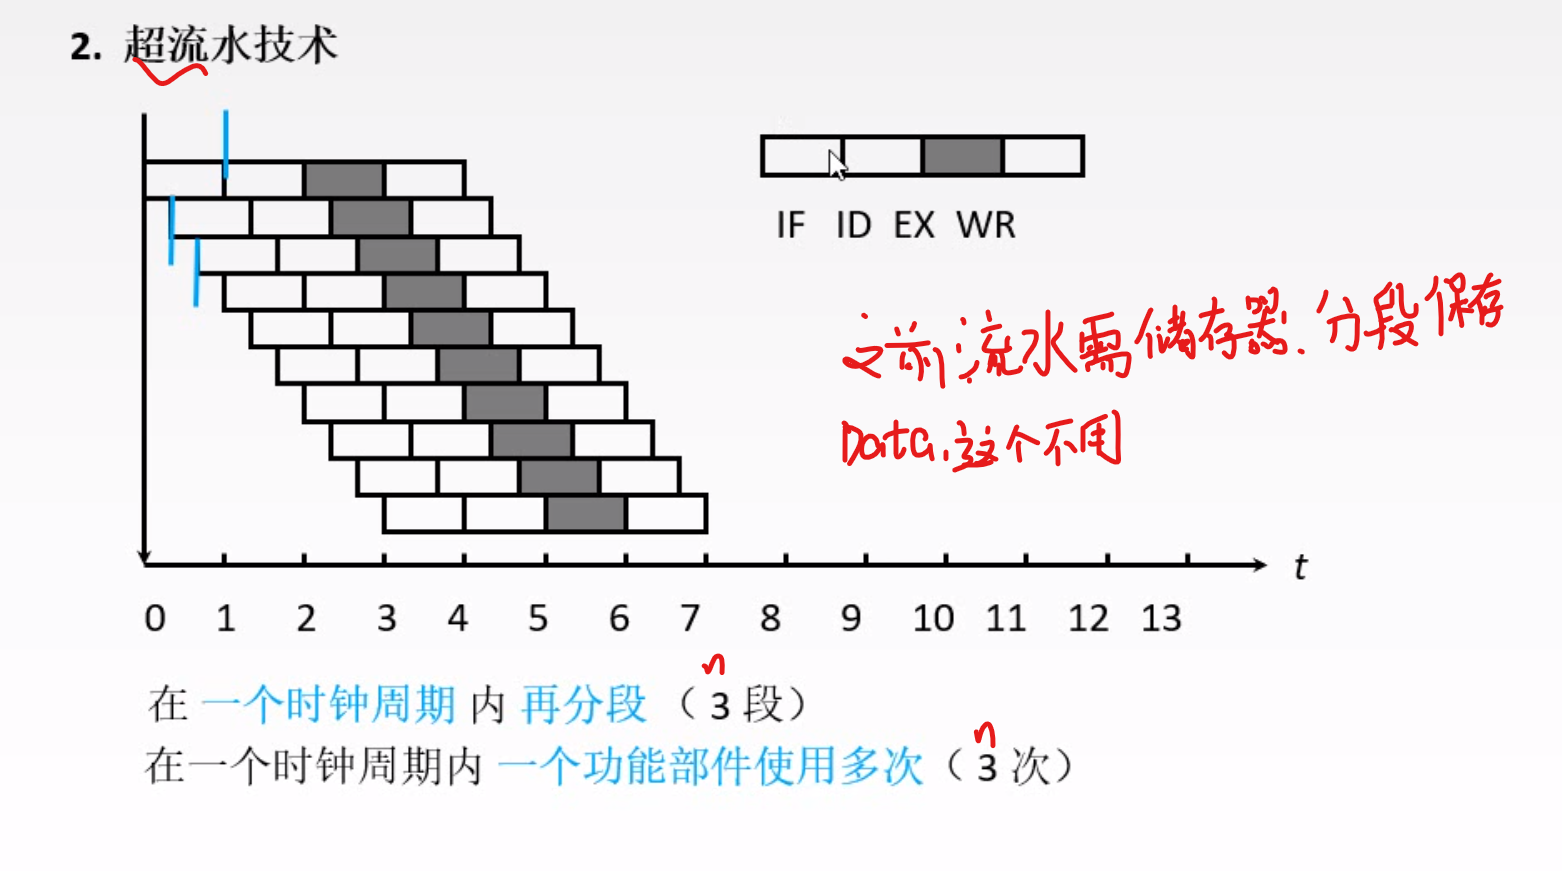 2. 超流水技术
IF ID EX WR
之前流水需储存器.分段保存
Data.这个不用
t
0 1 2 3 4 5 6 7 8 9 10 11 12 13
n
在 一个时钟周期 内 再分段 （ 3 段）
n
在一个时钟周期内 一个功能部件使用多次（ 3 次）